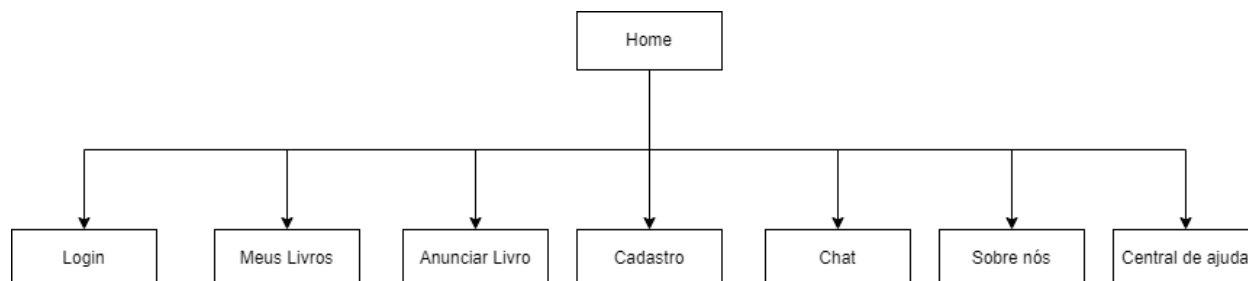 Home
Login
Meus Livros
Anunciar Livro
Cadastro
Chat
Sobre nós
Central de ajuda